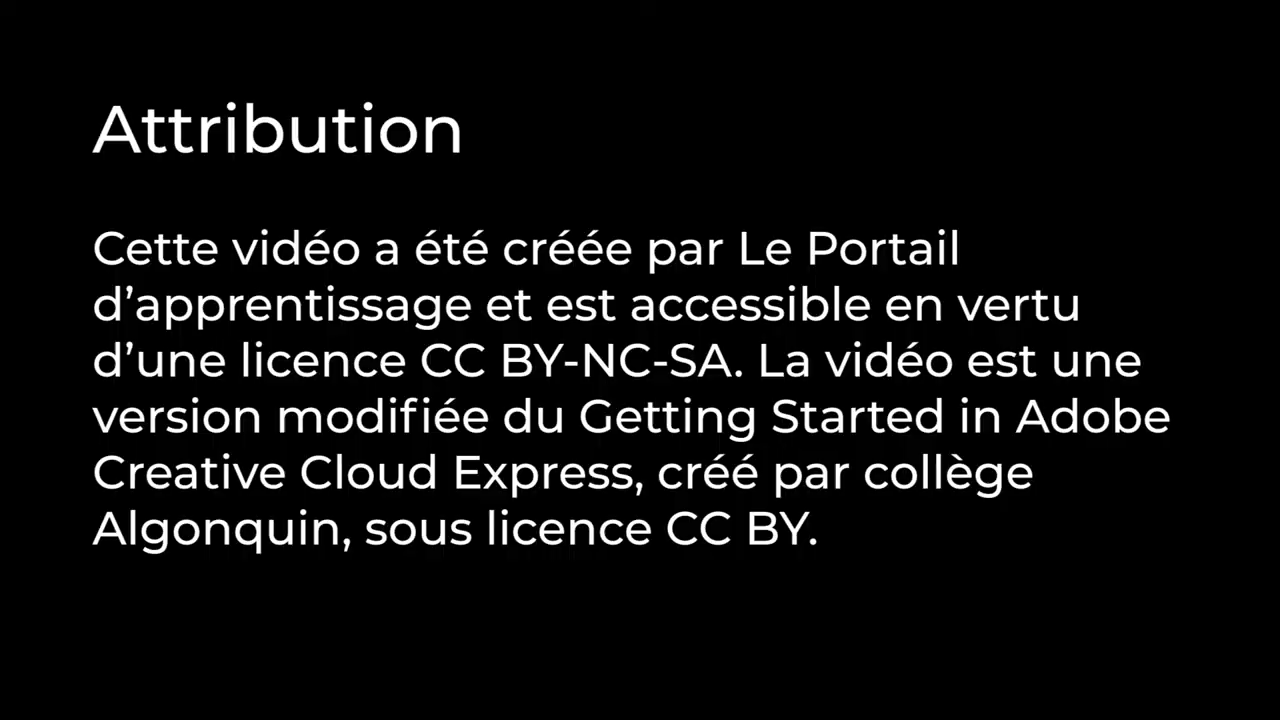 Attribution
Cette vidéo a été créée par Le Portail
d’apprentissage et est accessible en vertu
d’une licence CC BY-NC-SA. La vidéo est une
version modifiée du Getting Started in Adobe
Creative Cloud Express, créé par collège
Algonquin, sous licence CC BY.